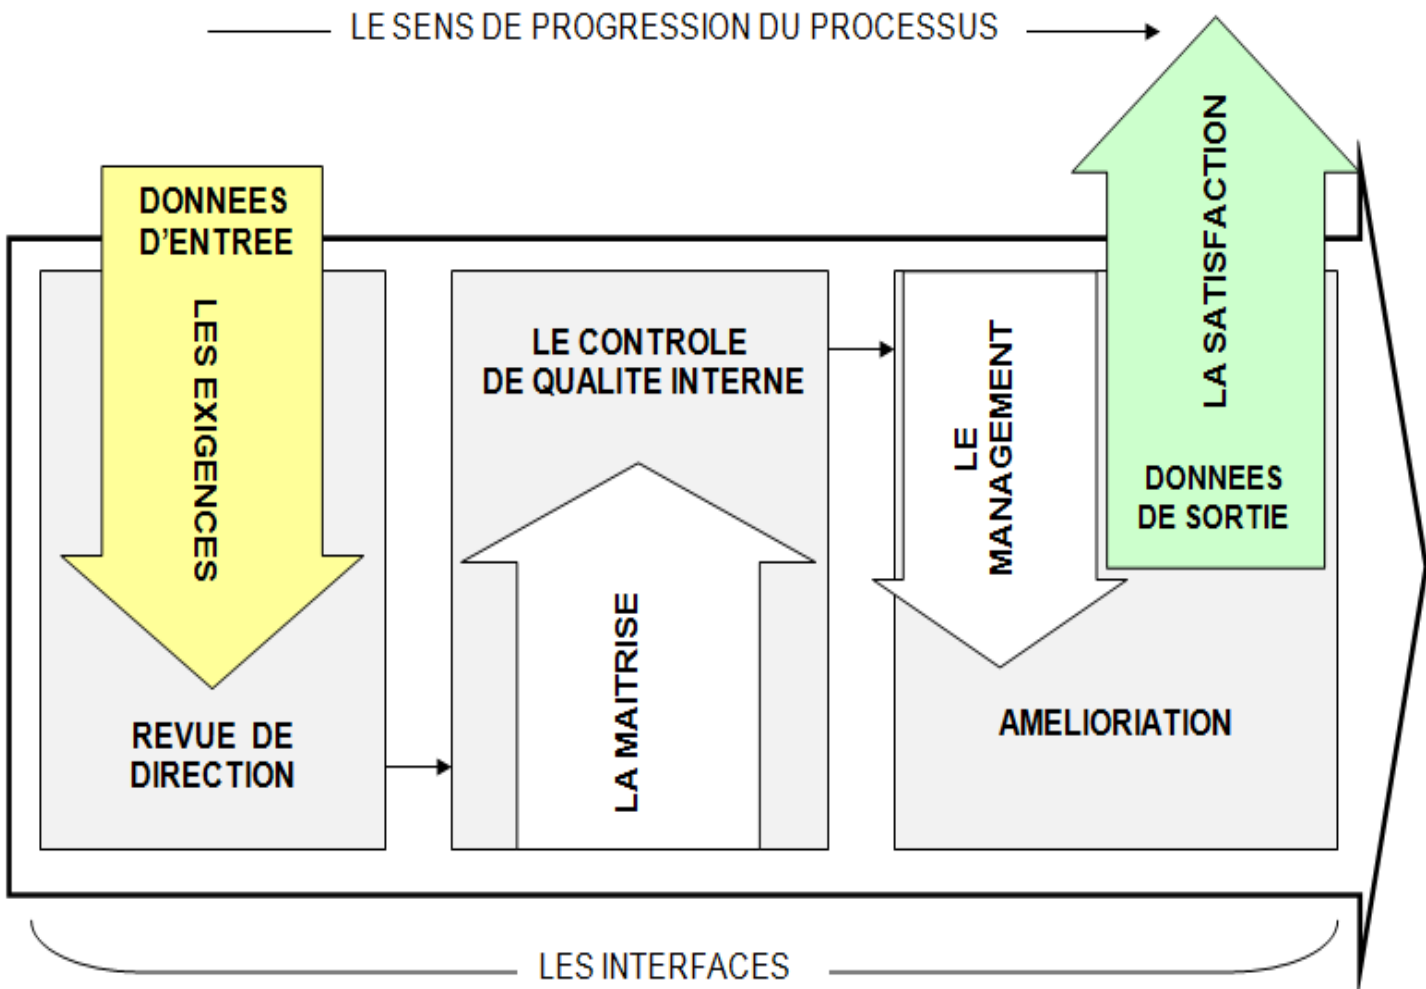 LE SENS DE PROGRESSION DU PROCESSUS
DONNEES
D'ENTREE
LES EXIGENCES
REVUE DE
DIRECTION
LE CONTROLE
DE QUALITE INTERNE
LA MAITRISE
LE
MANAGEMENT
AMELIORIATION
LA SATISFACTION
DONNEES
DE SORTIE
LES INTERFACES